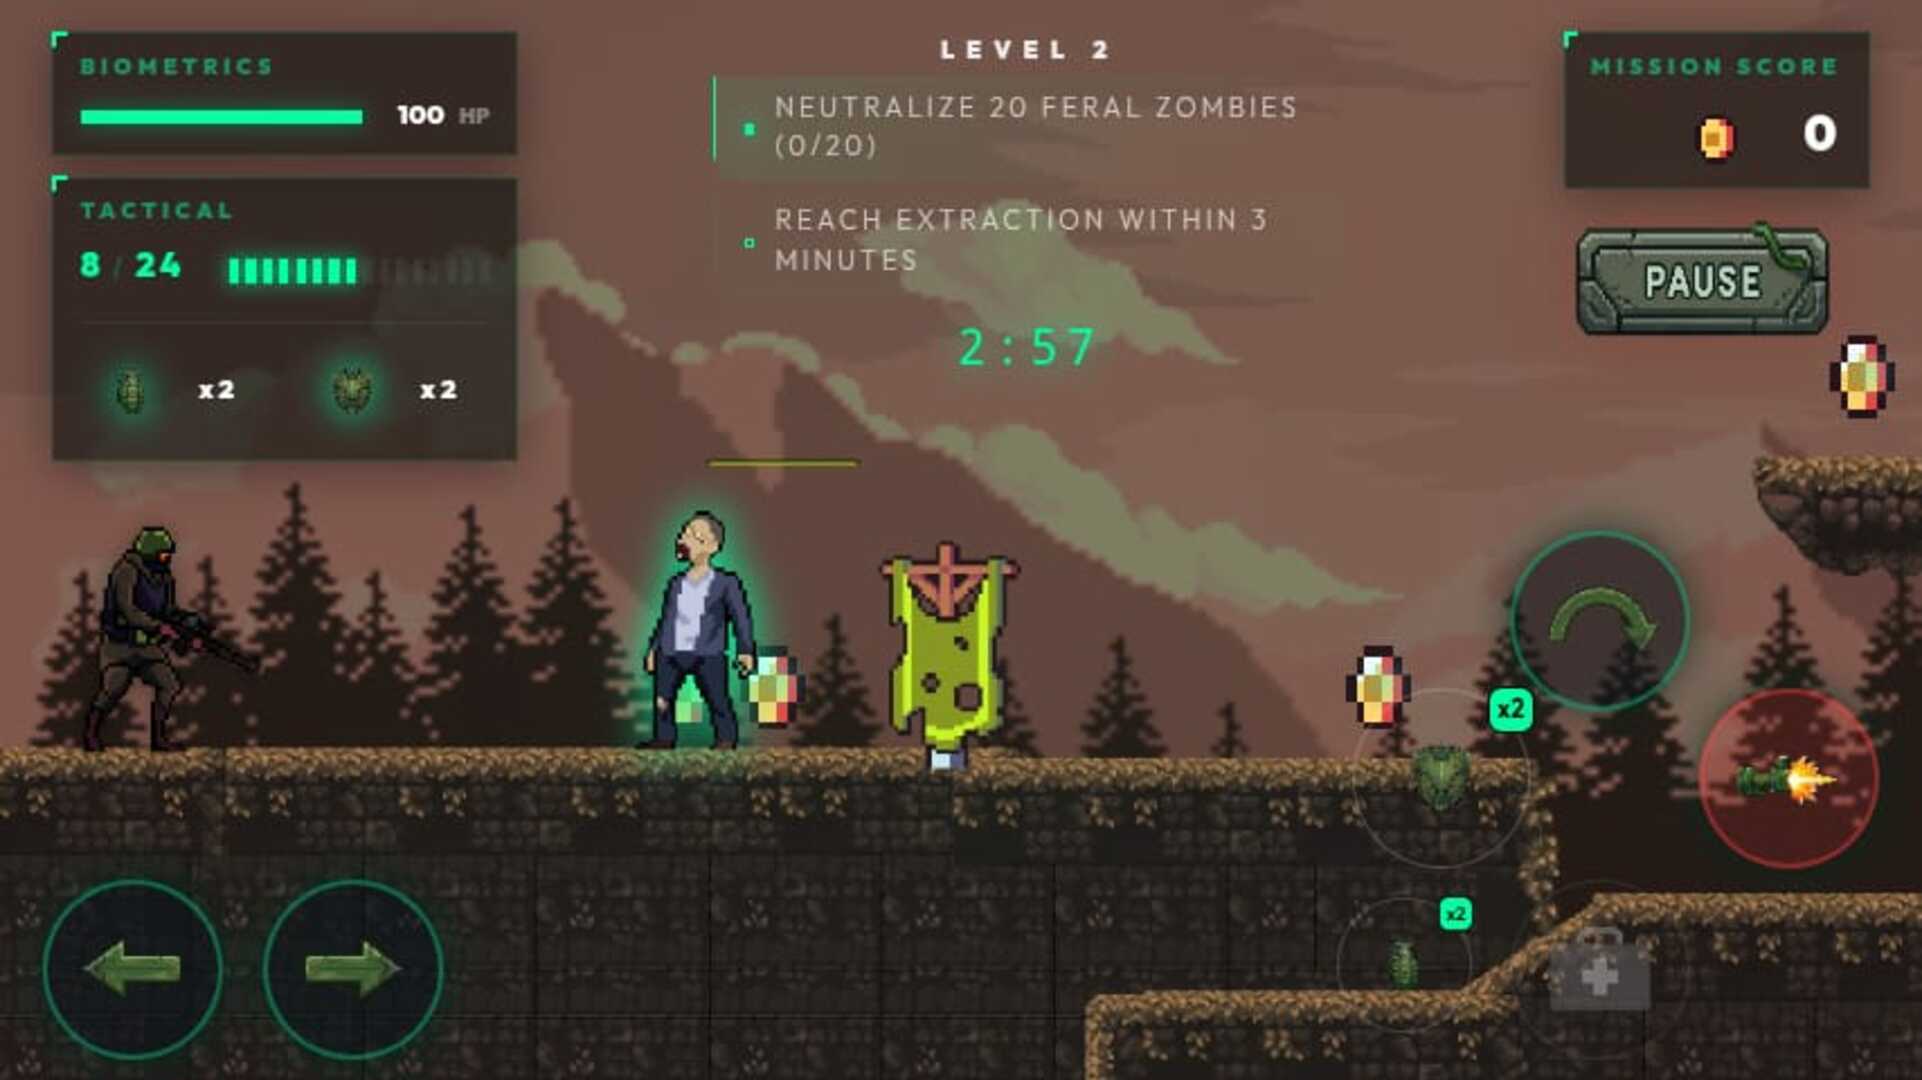 BIOMETRICS
100 HP
TACTICAL
8 / 24
x2
x2
LEVEL 2
NEUTRALIZE 20 FERAL ZOMBIES
(0/20)
REACH EXTRACTION WITHIN 3
MINUTES
2:57
MISSION SCORE
0
PAUSE
x2
x2